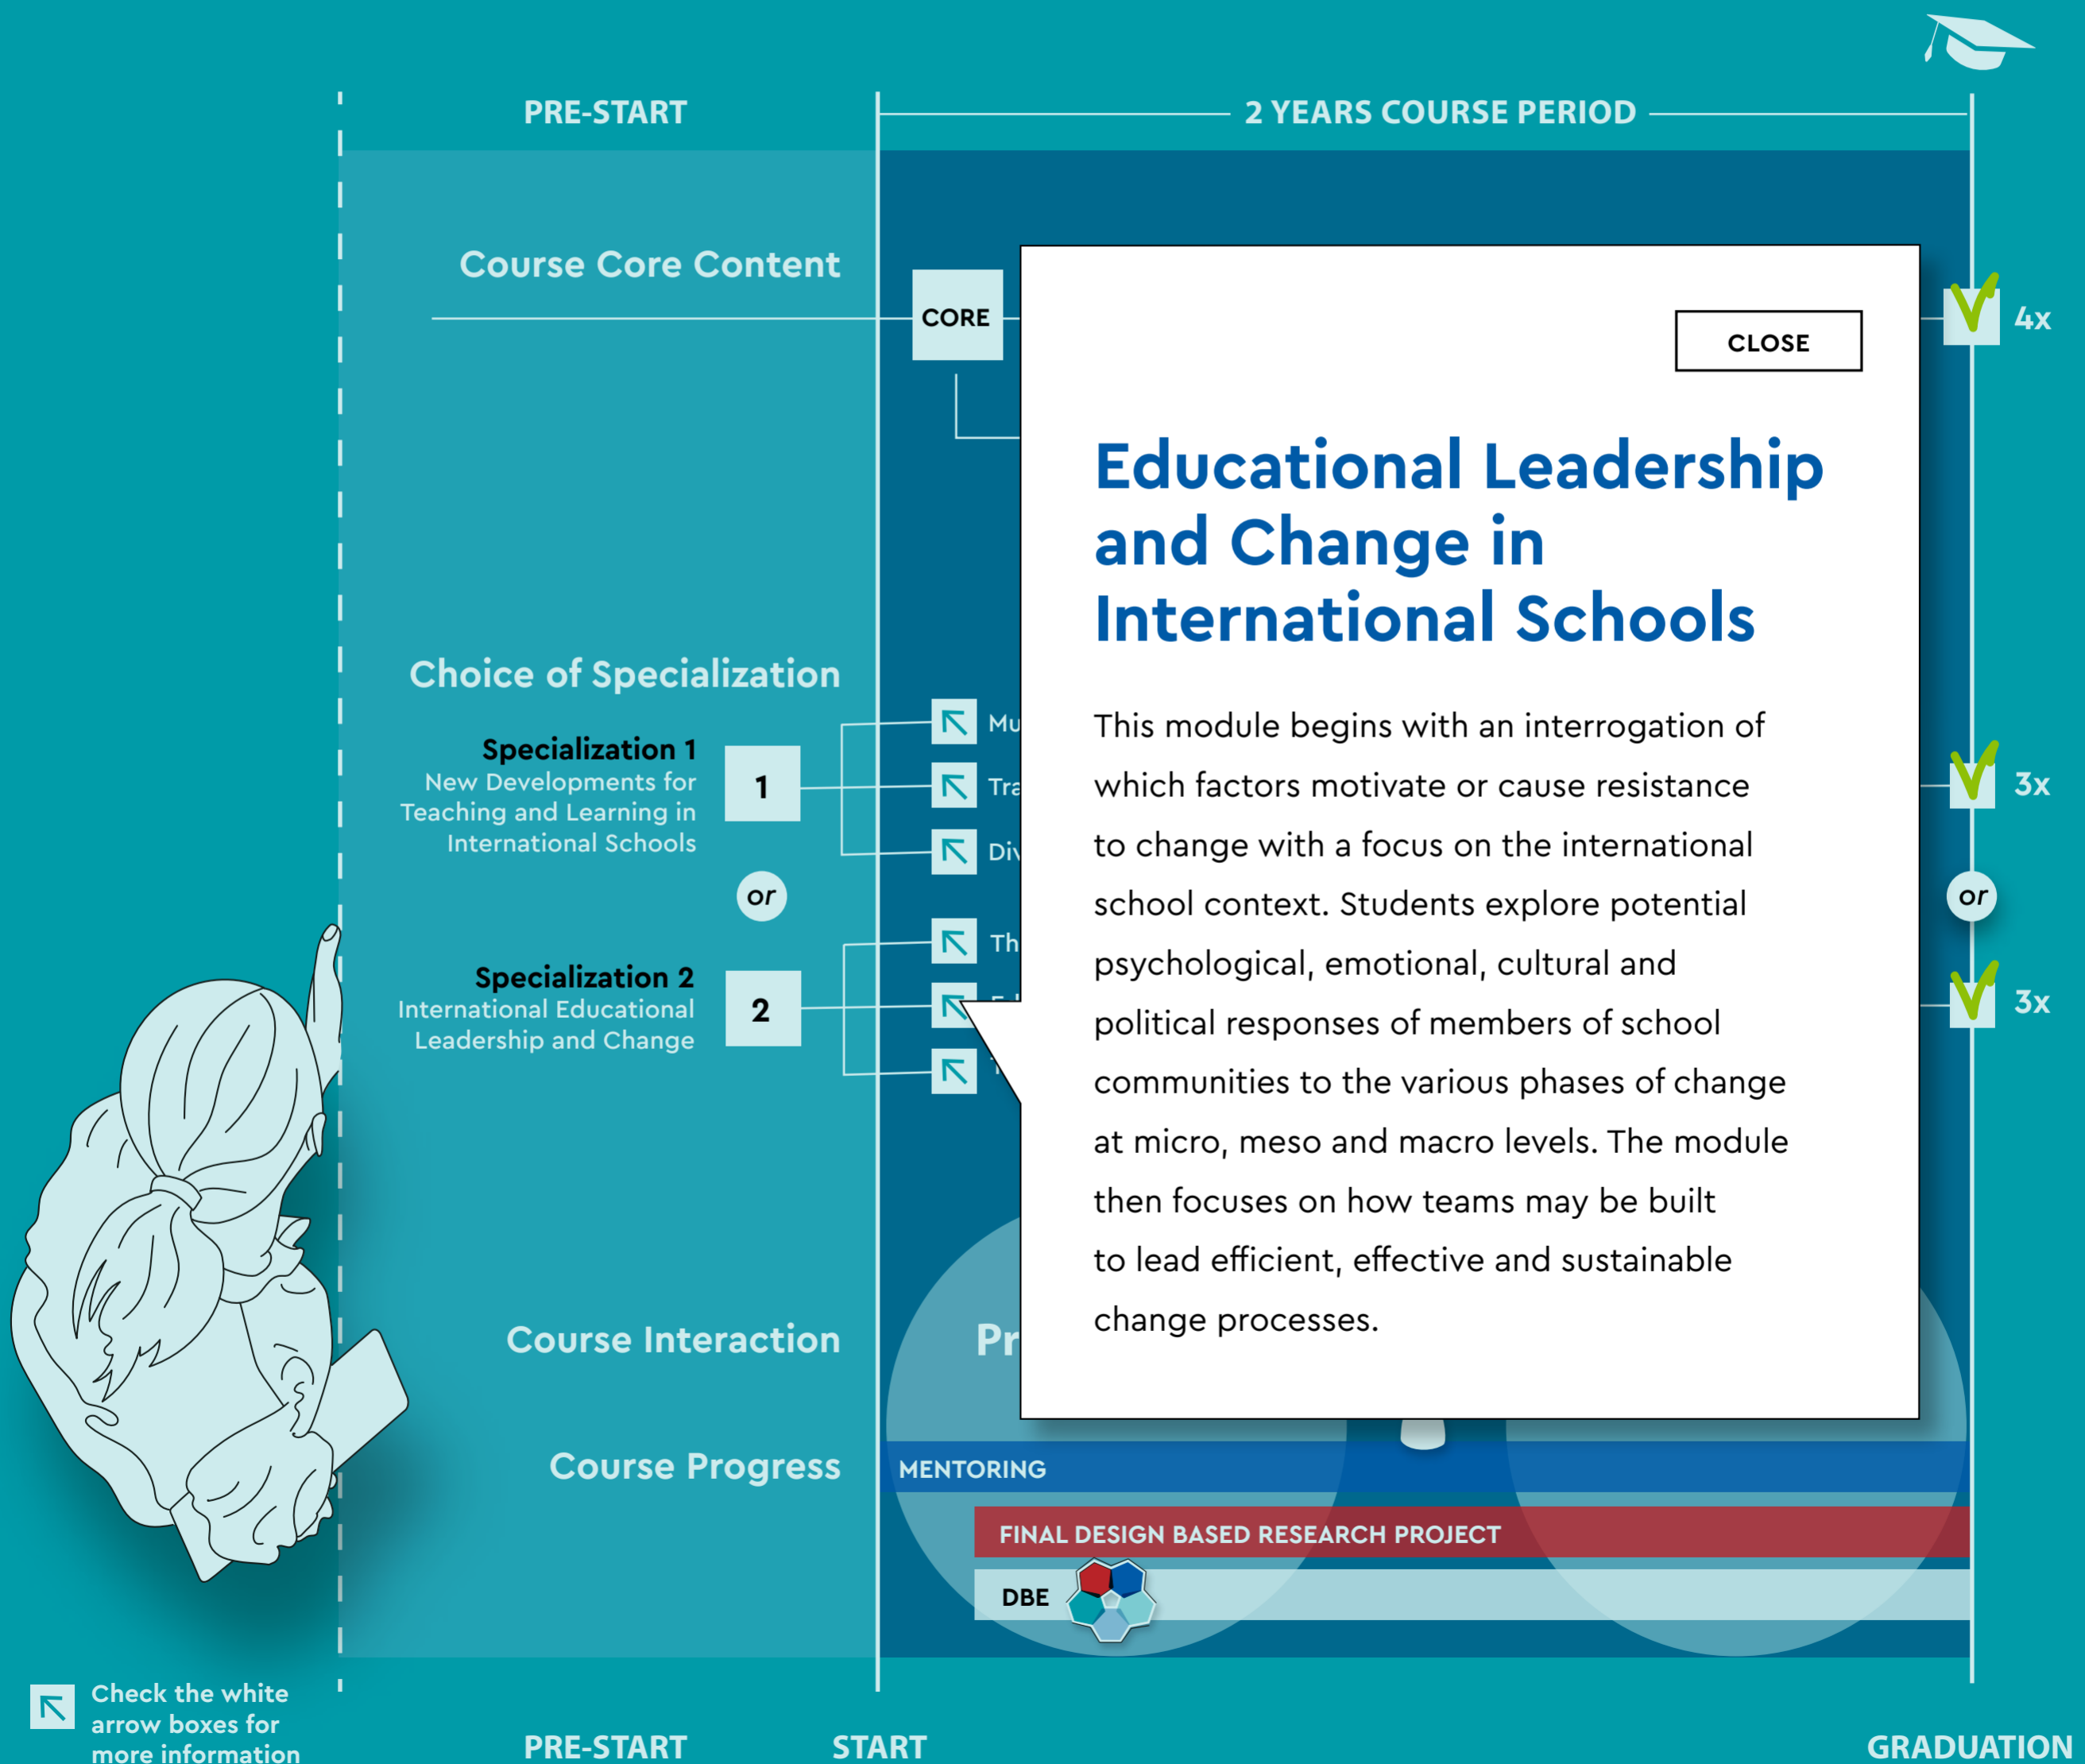 PRE-START
2 YEARS COURSE PERIOD
Course Core Content
CORE
4x
CLOSE
Educational Leadership
and Change in
International Schools
This module begins with an interrogation of
which factors motivate or cause resistance
to change with a focus on the international
school context. Students explore potential
psychological, emotional, cultural and
political responses of members of school
communities to the various phases of change
at micro, meso and macro levels. The module
then focuses on how teams may be built
to lead efficient, effective and sustainable
change processes.
Choice of Specialization
Specialization 1
New Developments for
Teaching and Learning in
International Schools
1
Mu
Tra
3x
or
or
Specialization 2
International Educational
Leadership and Change
2
Th
3x
Course Interaction
Pr
Course Progress
MENTORING
FINAL DESIGN BASED RESEARCH PROJECT
DBE
Check the white
arrow boxes for
more information
PRE-START
START
GRADUATION